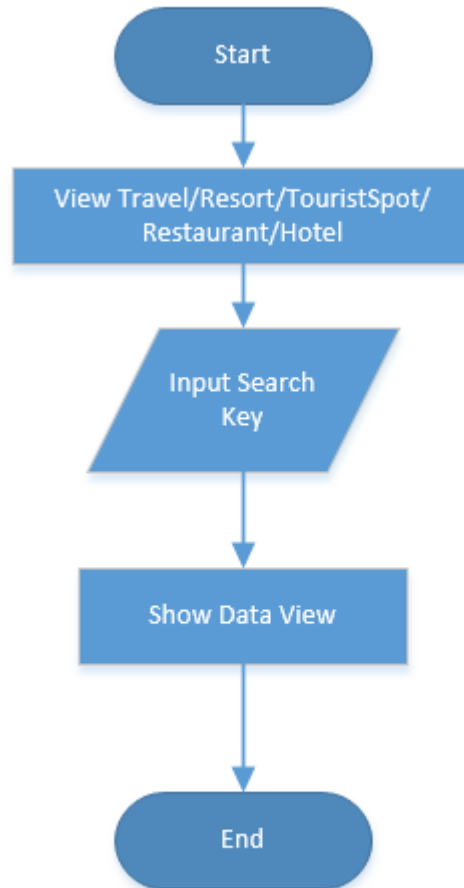 Start
View Travel/Resort/TouristSpot/
Restaurant/Hotel
Input Search
Key
Show Data View
End